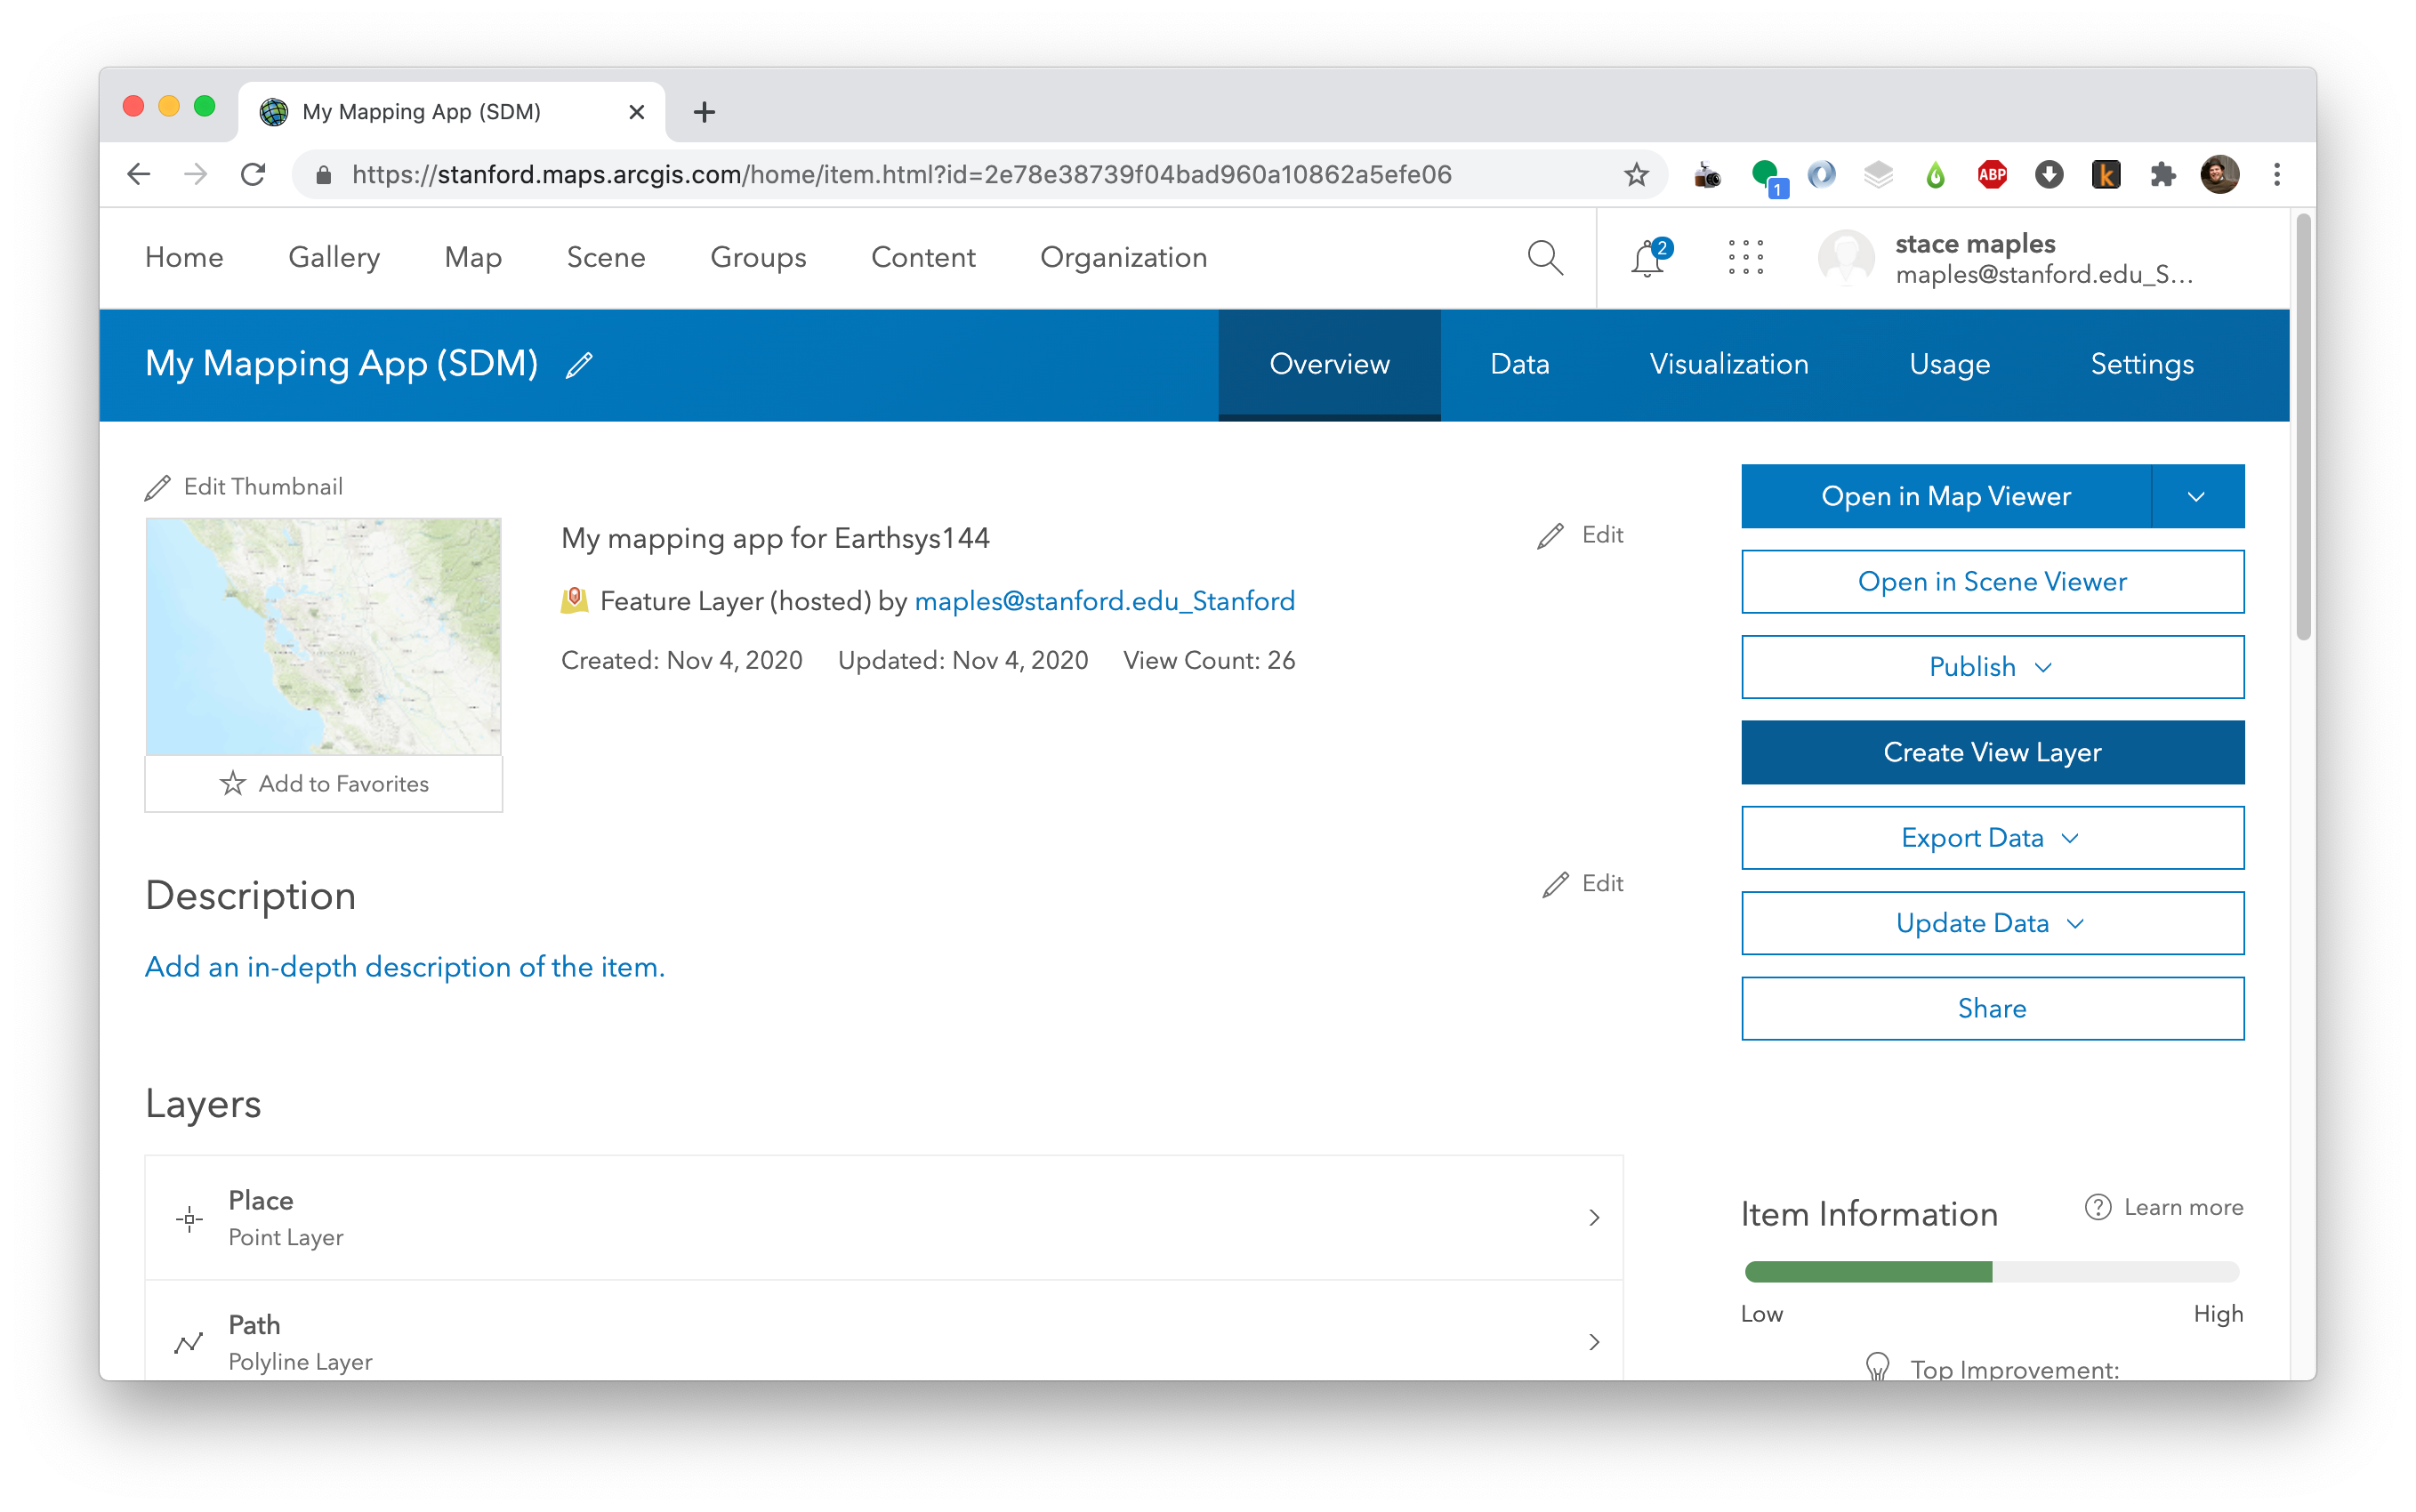 My Mapping App (SDM)
https://stanford.maps.arcgis.com/home/item.html?id=2e78e38739f04bad960a10862a5efe06
1
ABP
k
Home Gallery Map Scene Groups Content Organization
2
stace maples
maples@stanford.edu_S...
My Mapping App (SDM)
Overview Data Visualization Usage Settings
Edit Thumbnail
Add to Favorites
My mapping app for Earthsys144
Edit
Feature Layer (hosted) by maples@stanford.edu_Stanford
Created: Nov 4, 2020 Updated: Nov 4, 2020 View Count: 26
Open in Map Viewer
Open in Scene Viewer
Publish
Create View Layer
Export Data
Update Data
Share
Description
Edit
Add an in-depth description of the item.
Layers
Place
Point Layer
Path
Polyline Layer
Item Information
? Learn more
Low High
Top Improvement: